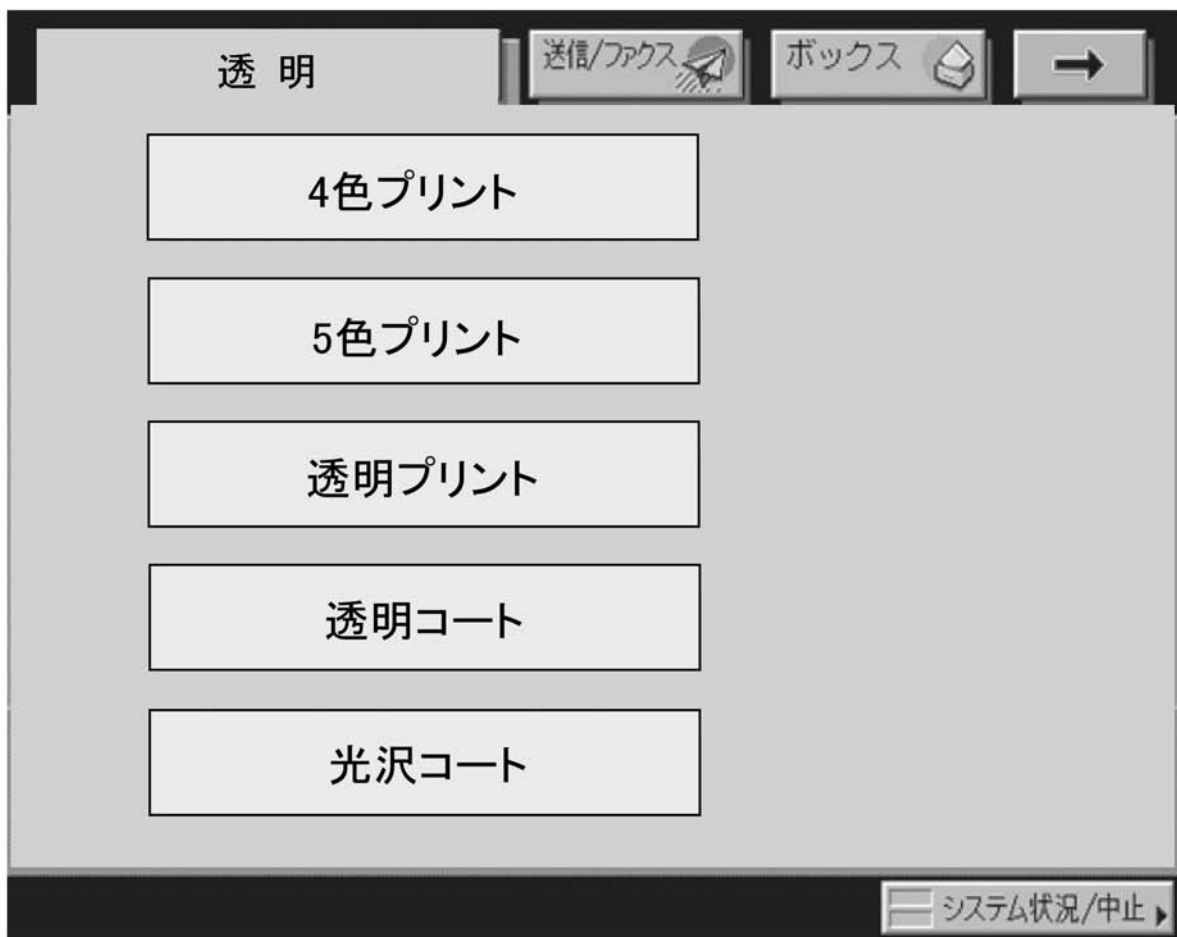 透 明
送信/ファクス
ボックス
4色プリント
5色プリント
透明プリント
透明コート
光沢コート
システム状況/中止